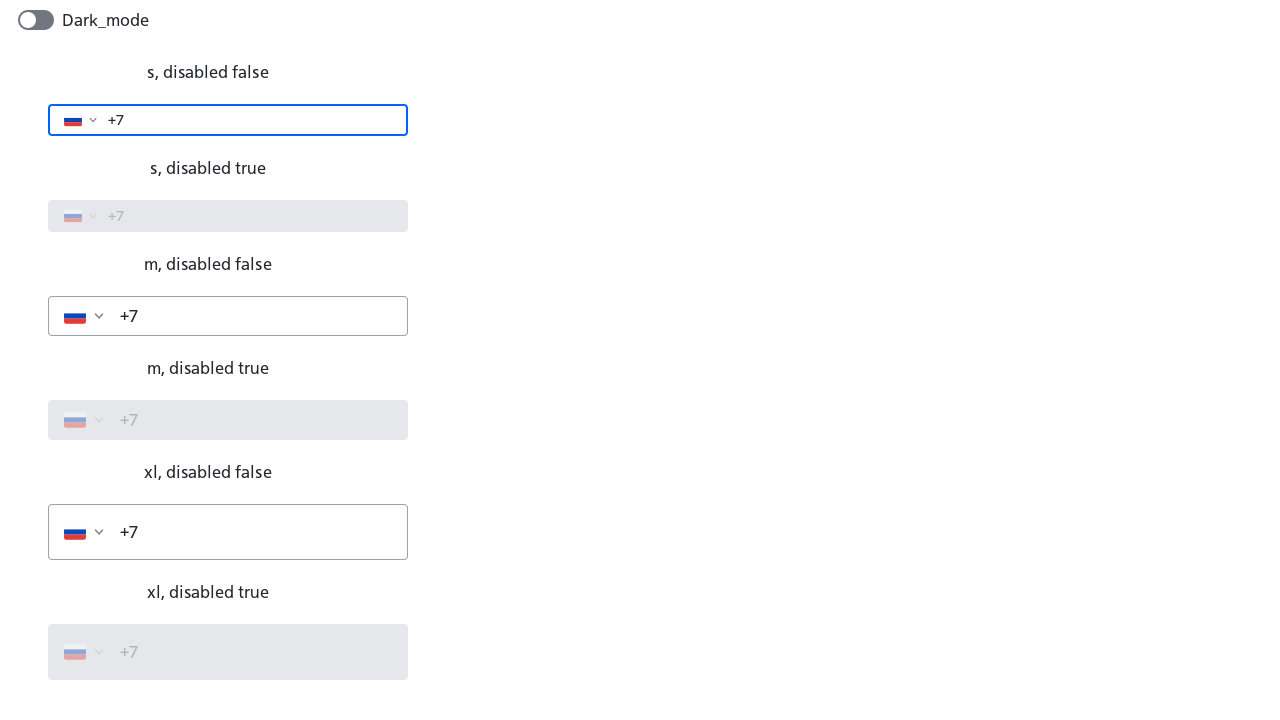 Dark_mode
s, disabled false
+7
s, disabled true
+7
m, disabled false
+7
m, disabled true
+7
xl, disabled false
+7
xl, disabled true
+7